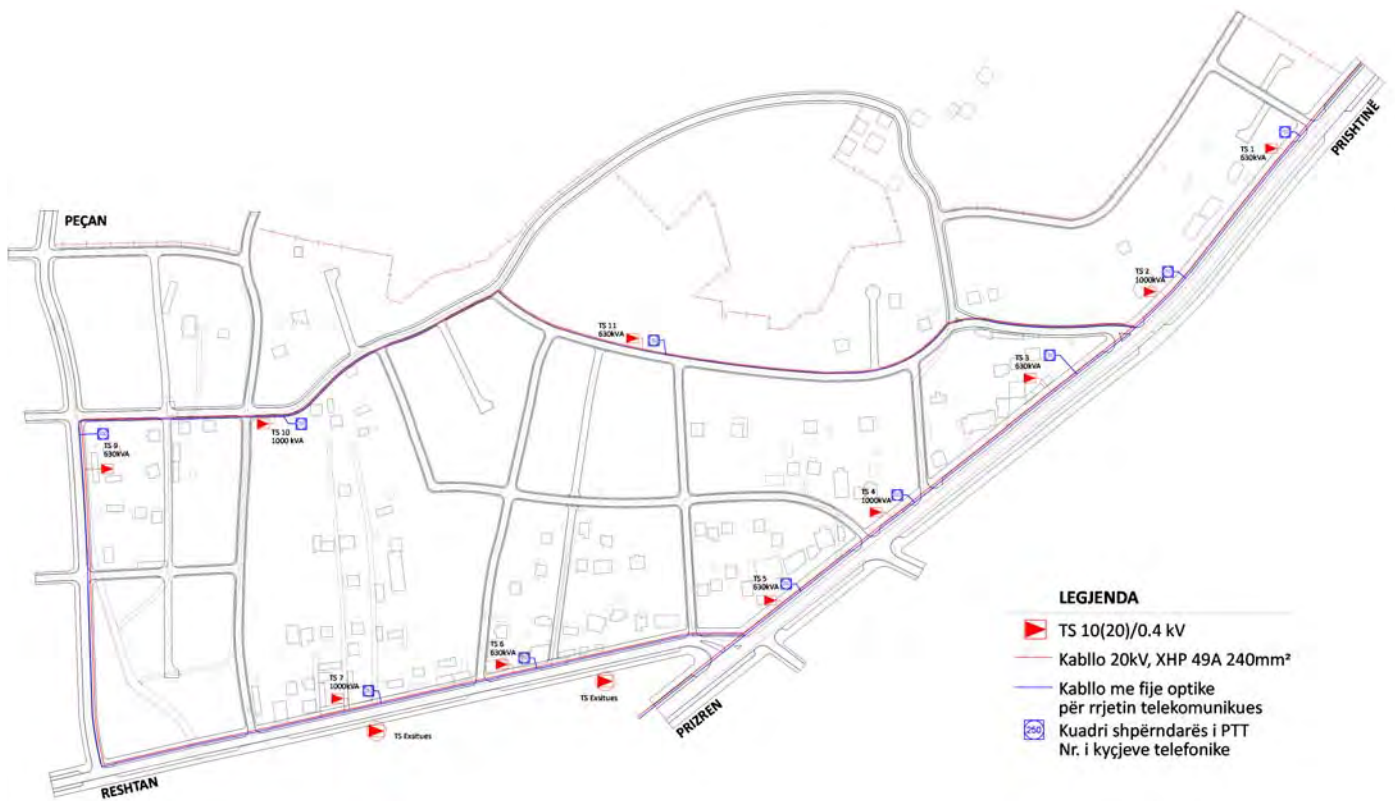 PRISHTINË
TS 1
630kVA
PEÇAN
TS 2
1000kVA
TS 11
630kVA
TS 3
630kVA
TS 10
1000 kVA
TS 9
630kVA
TS 4
1000kVA
TS 5
630kVA
TS 6
630kVA
TS 7
1000kVA
TS Exsitues
TS Exsitues
PRIZREN
RESHTAN
LEGJENDA
TS 10(20)/0.4 kV
Kabllo 20kV, XHP 49A 240mm²
Kabllo me fije optike
për rrjetin telekomunikues
250
Kuadri shpërndarës i PTT
Nr. i kyçjeve telefonike